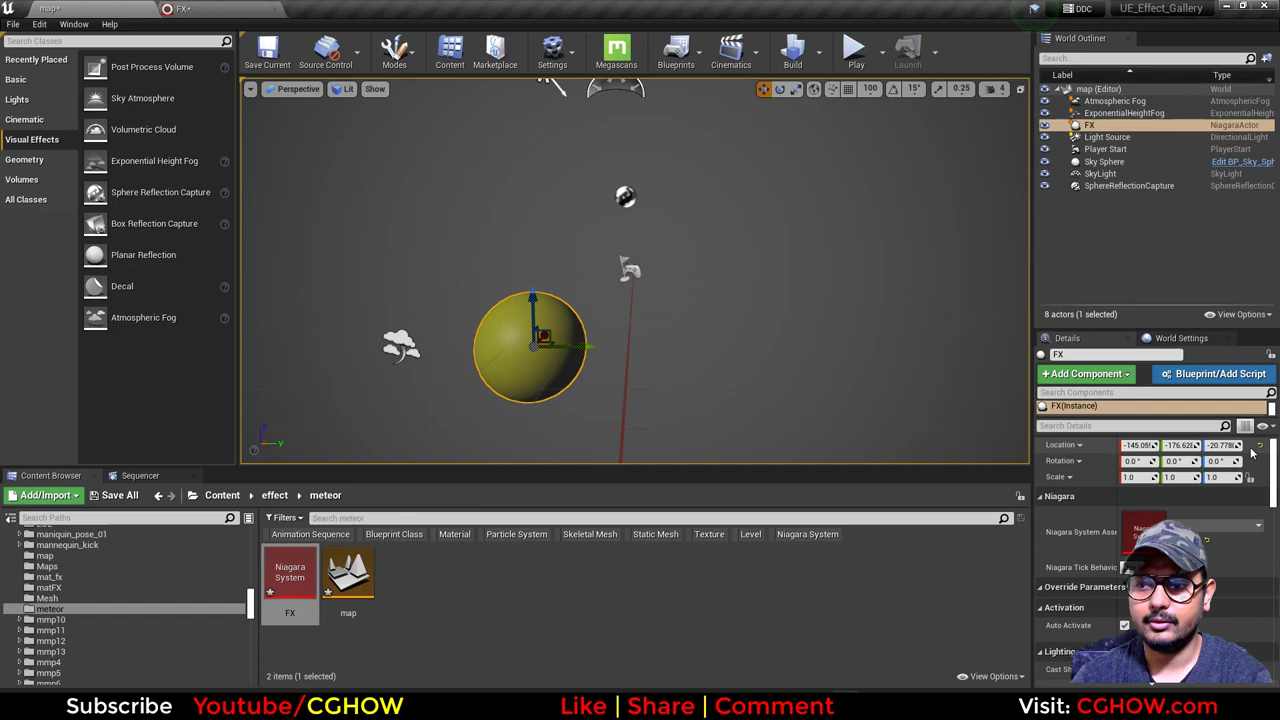 map*
FX*
DDC
UE_Effect_Gallery
File Edit Window Help
Search Classes
Recently Placed
Basic
Lights
Cinematic
Visual Effects
Geometry
Volumes
All Classes
Post Process Volume
Sky Atmosphere
Volumetric Cloud
Exponential Height Fog
Sphere Reflection Capture
Box Reflection Capture
Planar Reflection
Decal
Atmospheric Fog
Save Current Source Control Modes Content Marketplace Settings Megascans Blueprints Cinematics Build Play Launch
Perspective Lit Show
100 15° 0.25 4
World Outliner
Search...
Label Type
map (Editor) World
Atmospheric Fog AtmosphericFog
ExponentialHeightFog ExponentialHeigh
FX NiagaraActor
Light Source DirectionalLight
Player Start PlayerStart
Sky Sphere Edit BP_Sky_Sph
SkyLight SkyLight
SphereReflectionCapture SphereReflectionC
8 actors (1 selected) View Options
Details World Settings
FX
+Add Component Blueprint/Add Script
Search Components
FX(Instance)
Search Details
Location
Rotation 0.0 ° 0.0 ° 0.0 °
Scale 1.0 1.0 1.0
Niagara
Niagara System Asse
Niagara Tick Behavic
Override Parameters
Activation
Auto Activate
Lighting
Cast Sh
Z
Y
Content Browser Sequencer
Add/Import Save All Content effect meteor
Search Paths
Filters Search meteor
Animation Sequence Blueprint Class Material Particle System Skeletal Mesh Static Mesh Texture Level Niagara System
maniquin_pose_01
mannequin_kick
map
Maps
mat_fx
matFX
Mesh
meteor
mmp10
mmp11
mmp12
mmp13
mmp4
mmp5
Niagara System
FX
map
2 items (1 selected) View Options
Subscribe Youtube/CGHOW Like | Share | Comment Visit: CGHOW.com